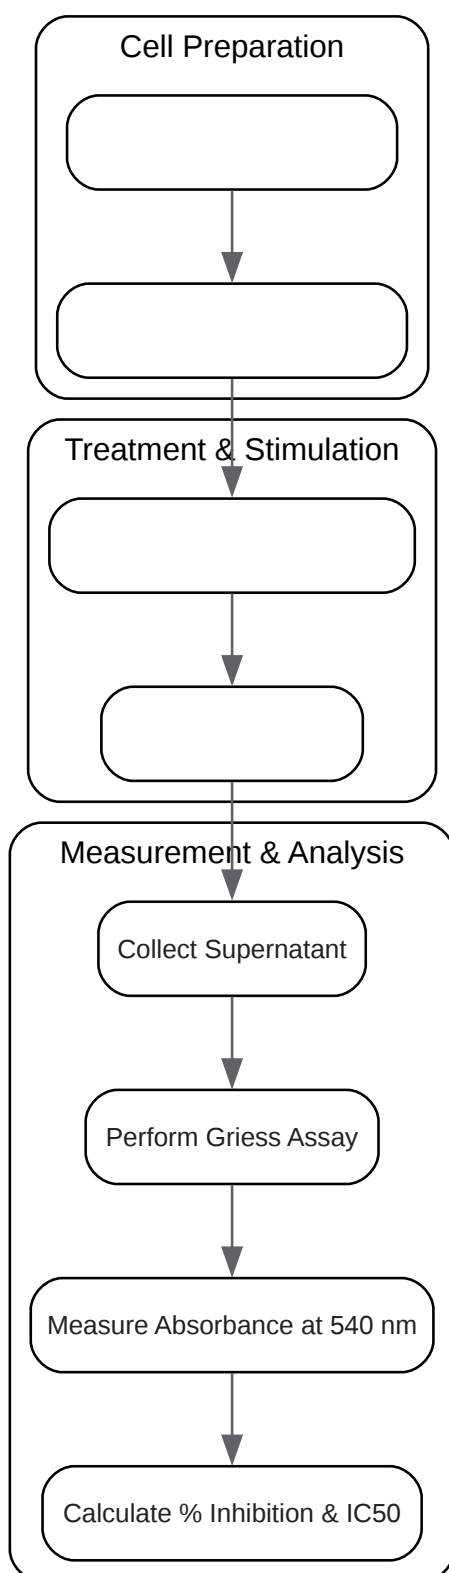 Cell Preparation
Treatment & Stimulation
Measurement & Analysis
Collect Supernatant
Perform Griess Assay
Measure Absorbance at 540 nm
Calculate % Inhibition & IC50